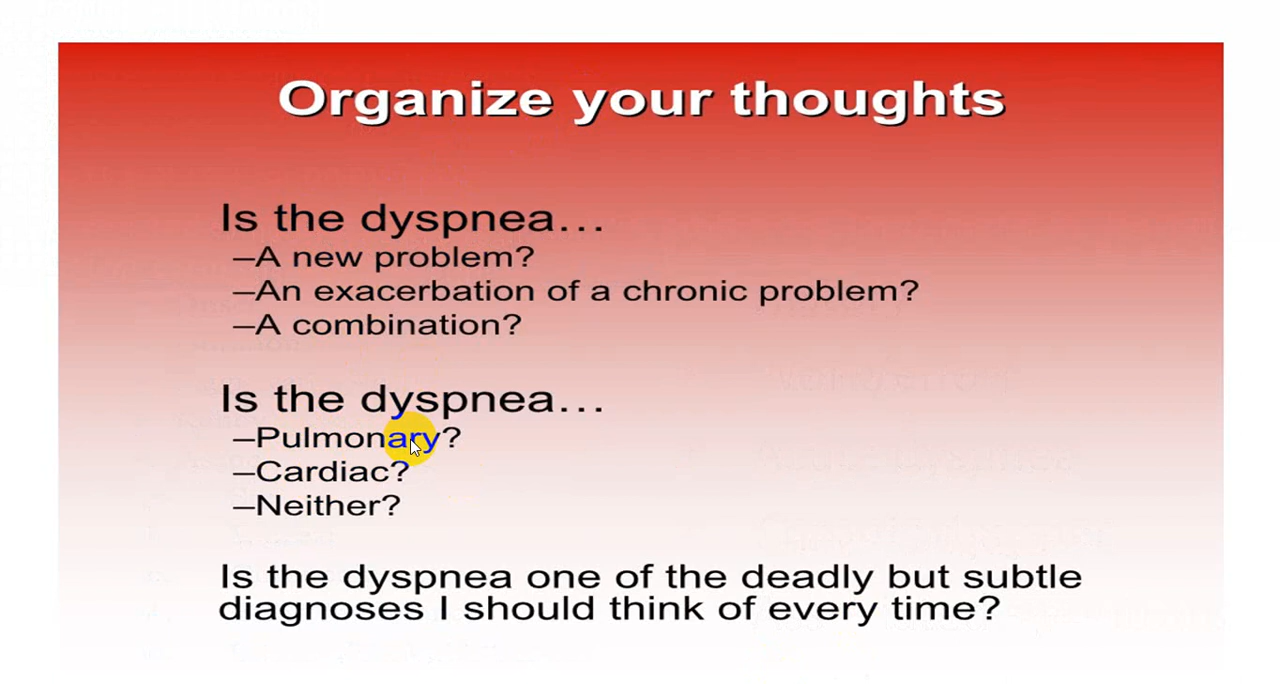 Organize your thoughts
Is the dyspnea…
–A new problem?
–An exacerbation of a chronic problem?
–A combination?
Is the dyspnea…
–Pulmonary?
–Cardiac?
–Neither?
Is the dyspnea one of the deadly but subtle
diagnoses I should think of every time?